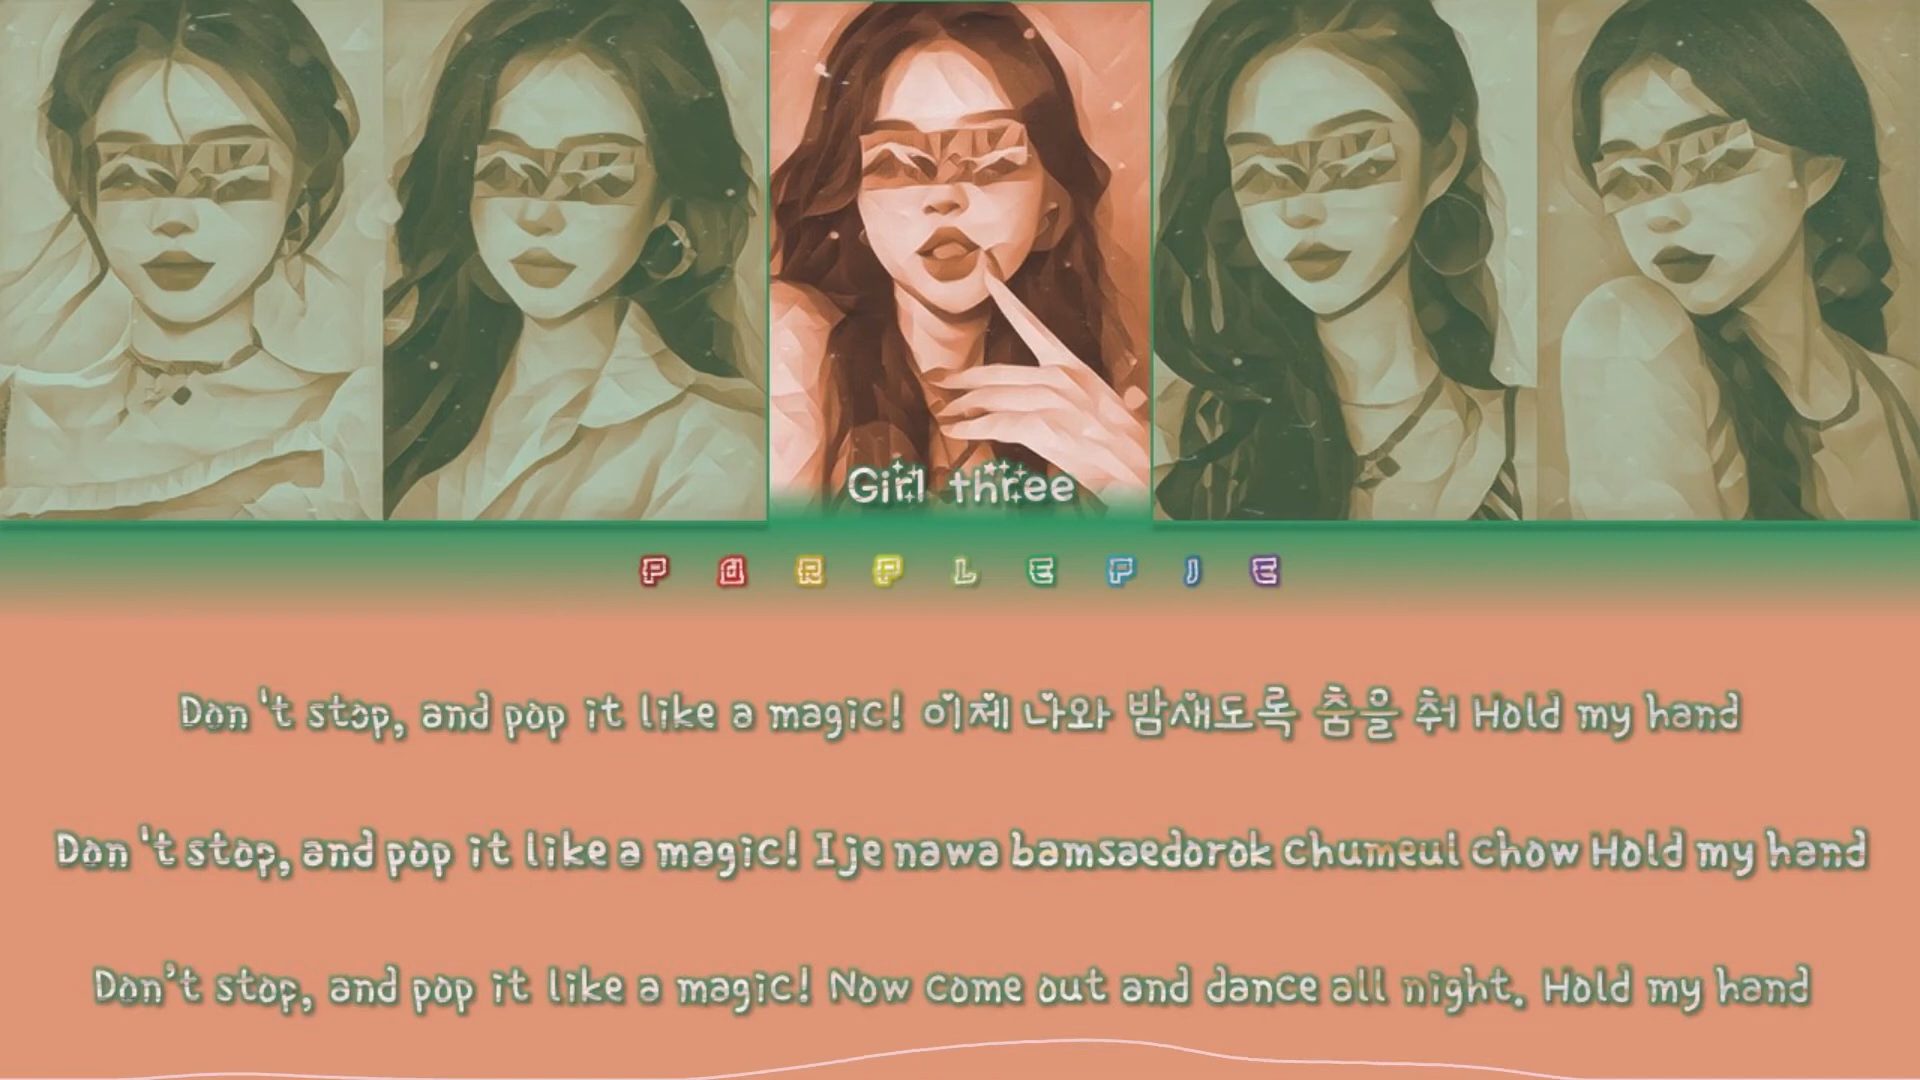 Girl three
P a R P L E P J E
Don't stop, and pop it like a magic! 이제 나와 밤새도록 춤을 춰 Hold my hand
Don't stop, and pop it like a magic! Ije nawa bamsaedorok chumeul chow Hold my hand
Don't stop, and pop it like a magic! Now come out and dance all night. Hold my hand